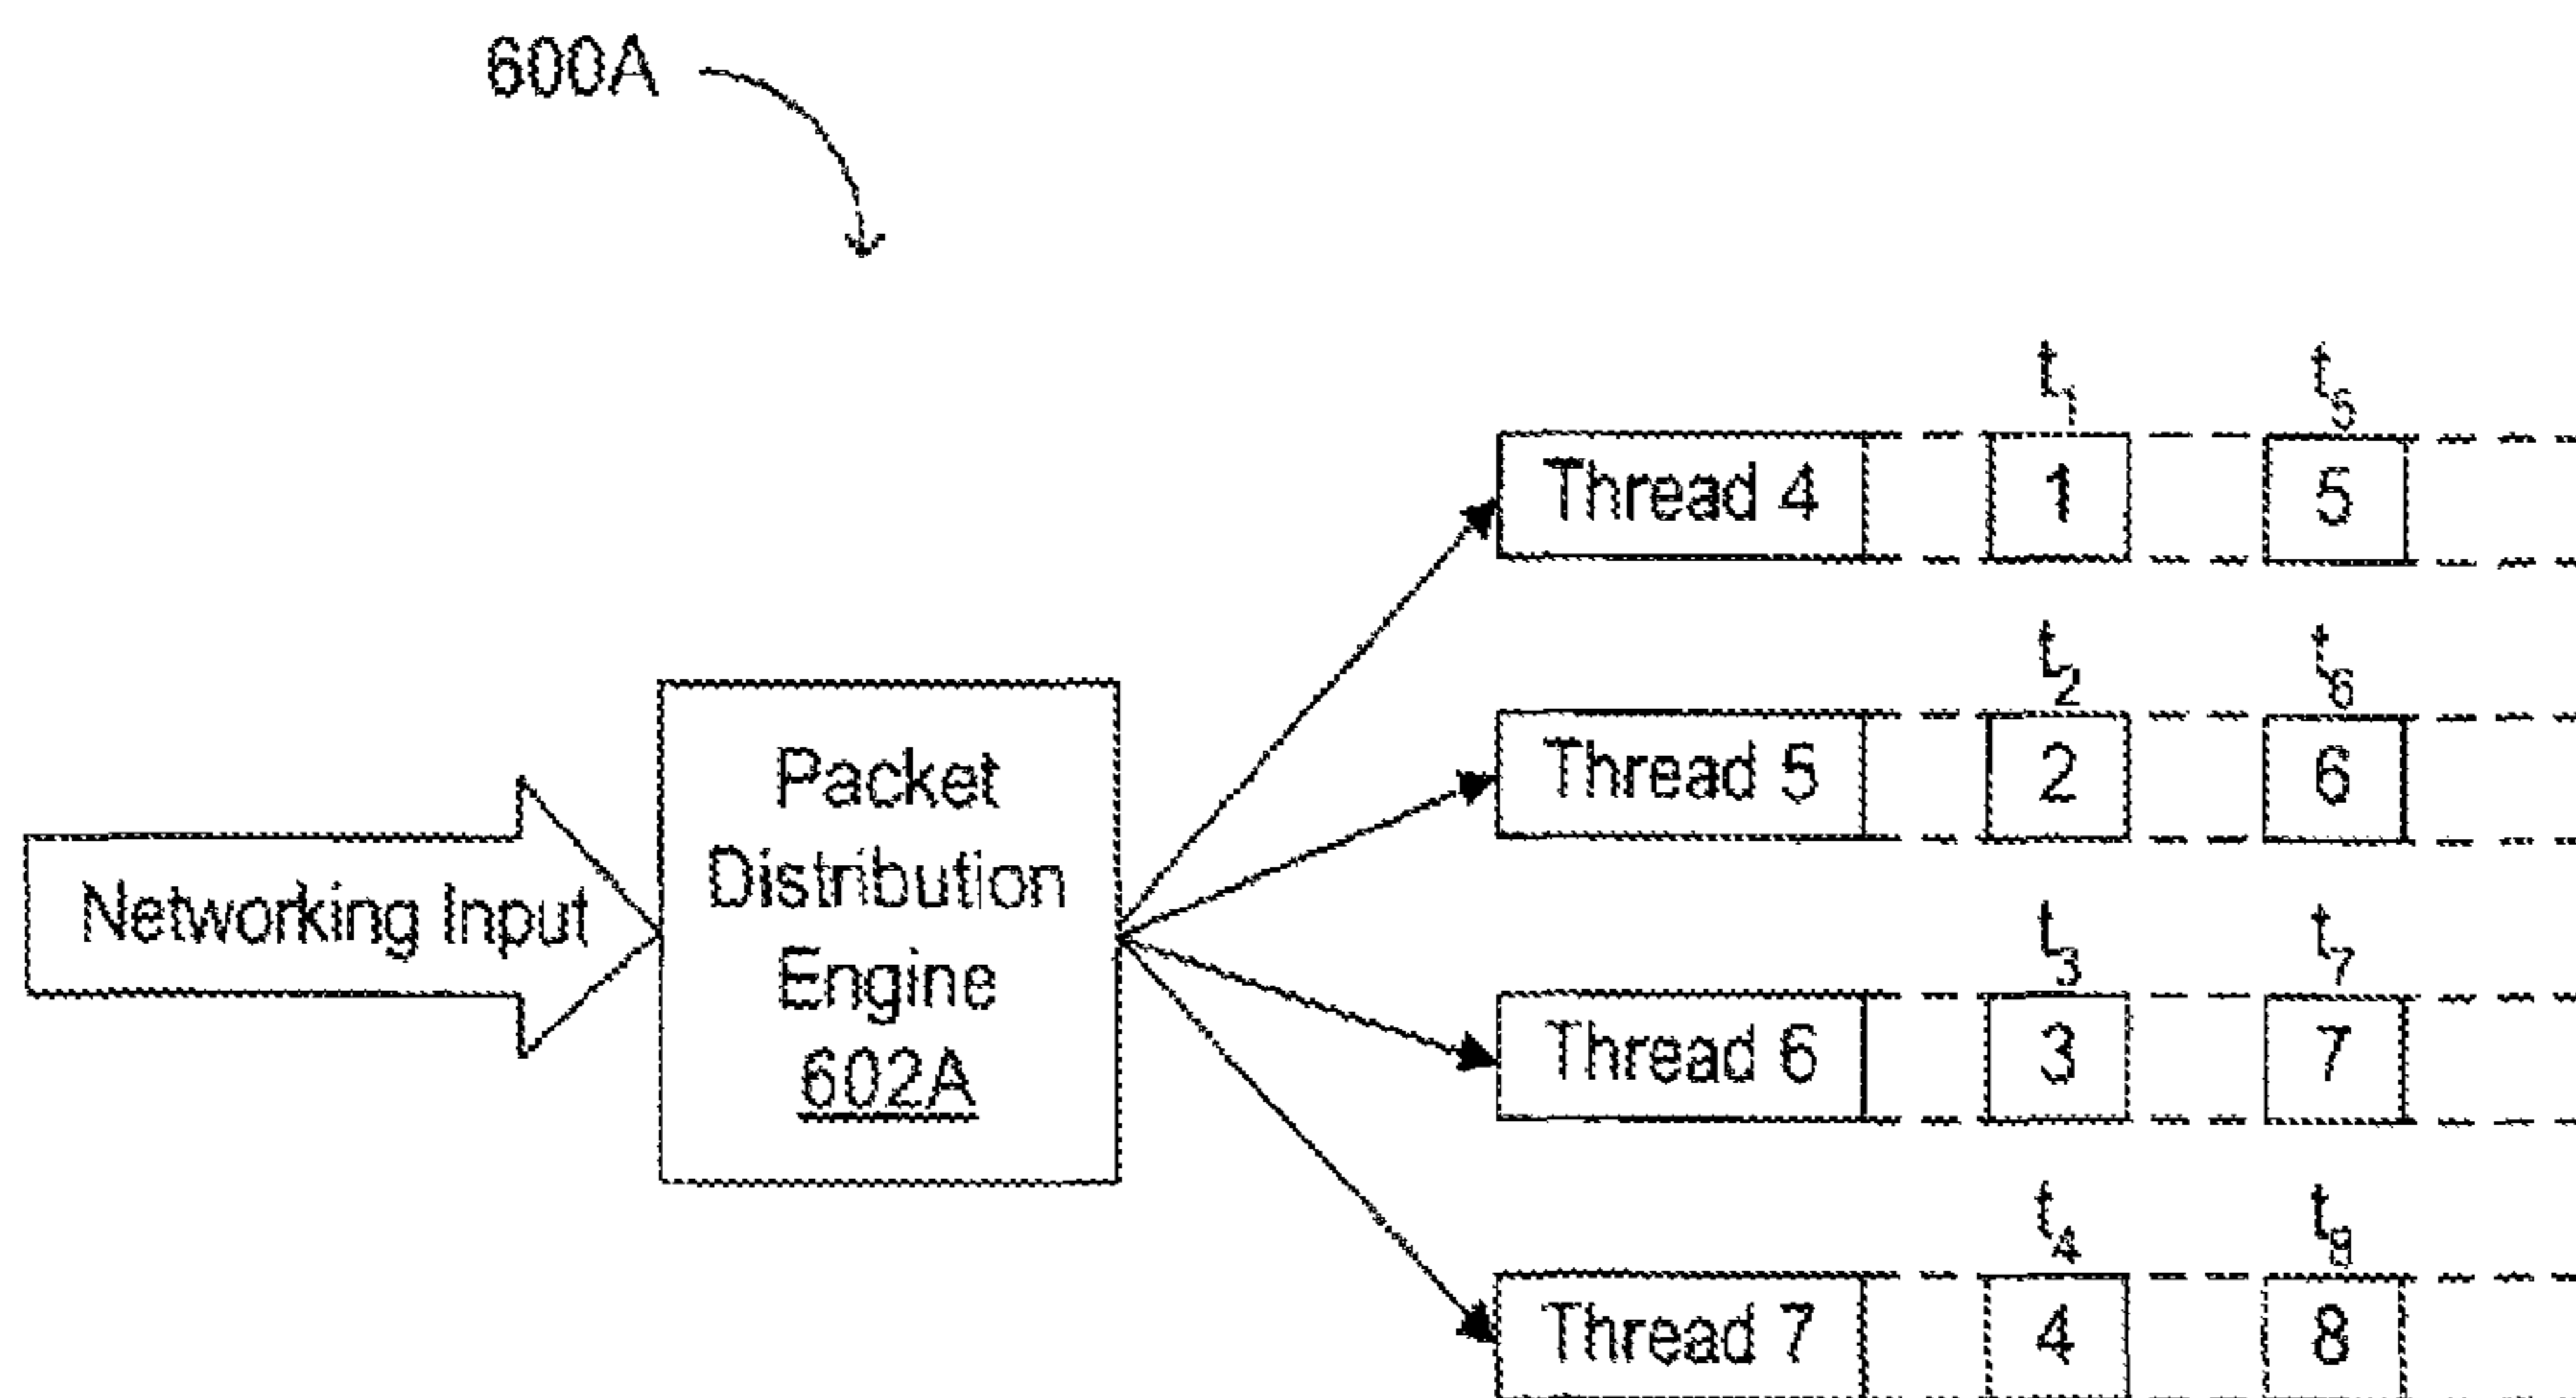 600A
Networking Input
Packet
Distribution
Engine
602A
t1 t5
Thread 4 1 5
t2 t6
Thread 5 2 6
t3 t7
Thread 6 3 7
t4 t8
Thread 7 4 8